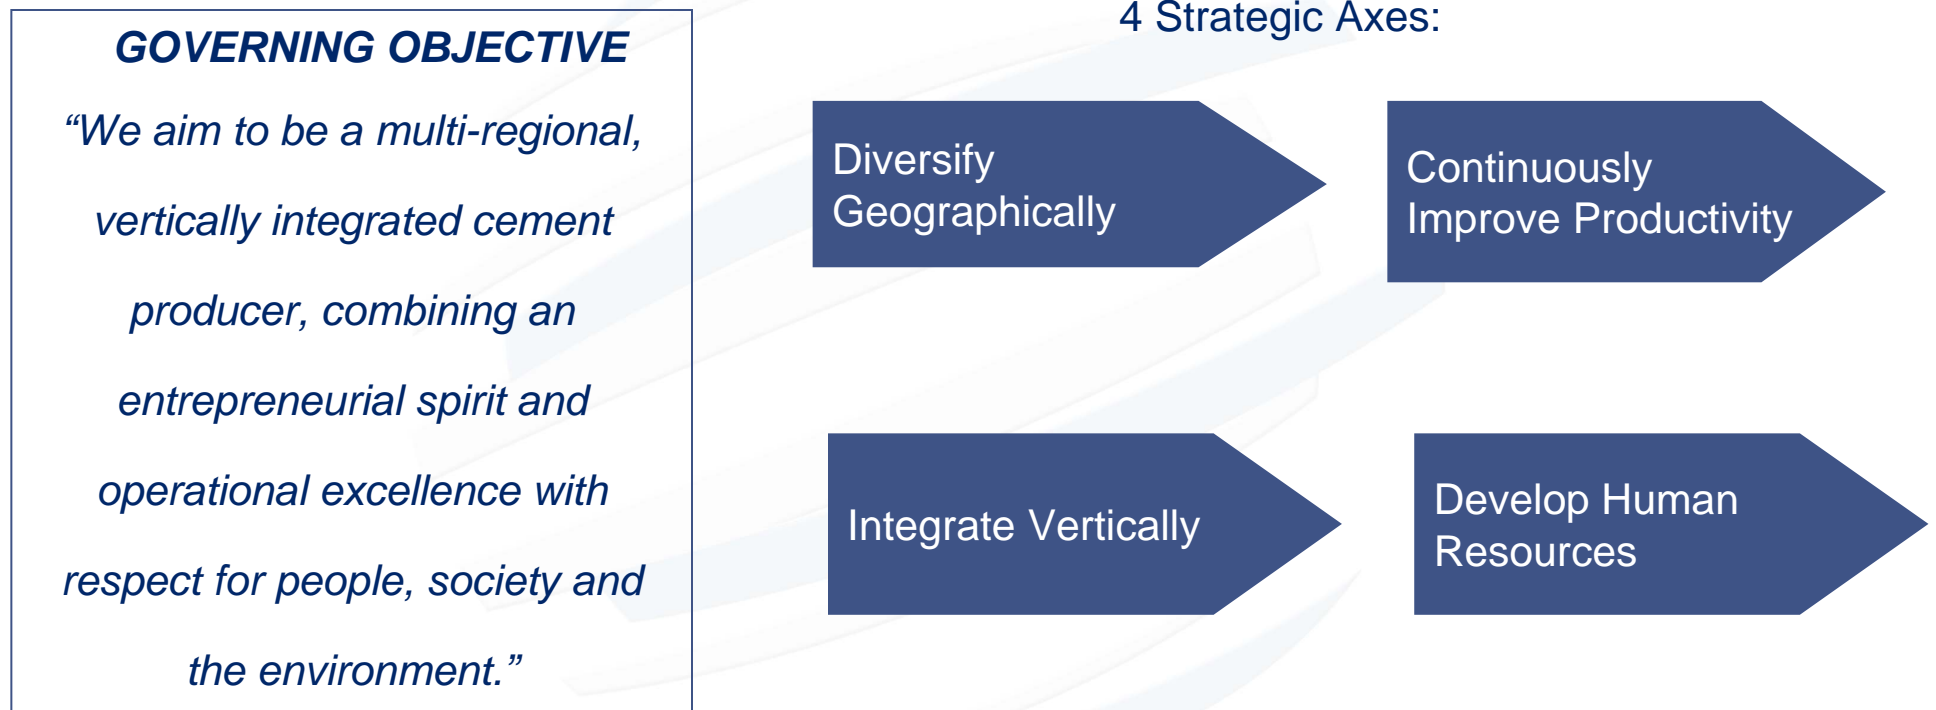 GOVERNING OBJECTIVE
“We aim to be a multi-regional,
vertically integrated cement
producer, combining an
entrepreneurial spirit and
operational excellence with
respect for people, society and
the environment.”
4 Strategic Axes:
Diversify
Geographically
Continuously
Improve Productivity
Integrate Vertically
Develop Human
Resources